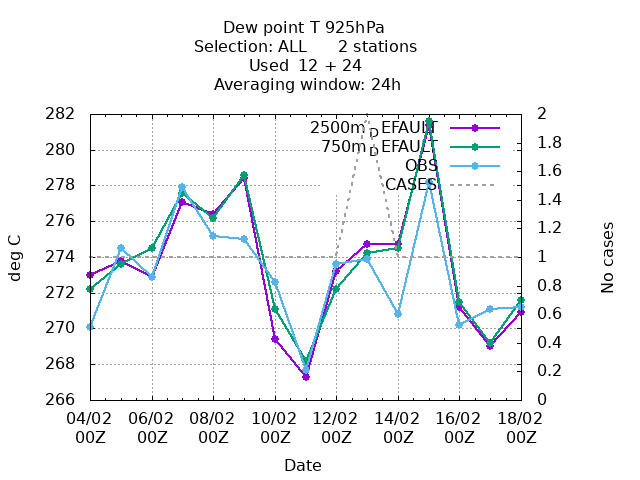 Dew point T 925hPa
Selection: ALL 2 stations
Used 12 + 24
Averaging window: 24h
282
280
278
276
274
272
270
268
266
2
1.8
1.6
1.4
1.2
1
0.8
0.6
0.4
0.2
0
2500m_DEFAULT
750m_DEFAULT
OBS
CASES
deg C
No cases
04/02 06/02 08/02 10/02 12/02 14/02 16/02 18/02
00Z 00Z 00Z 00Z 00Z 00Z 00Z 00Z
Date